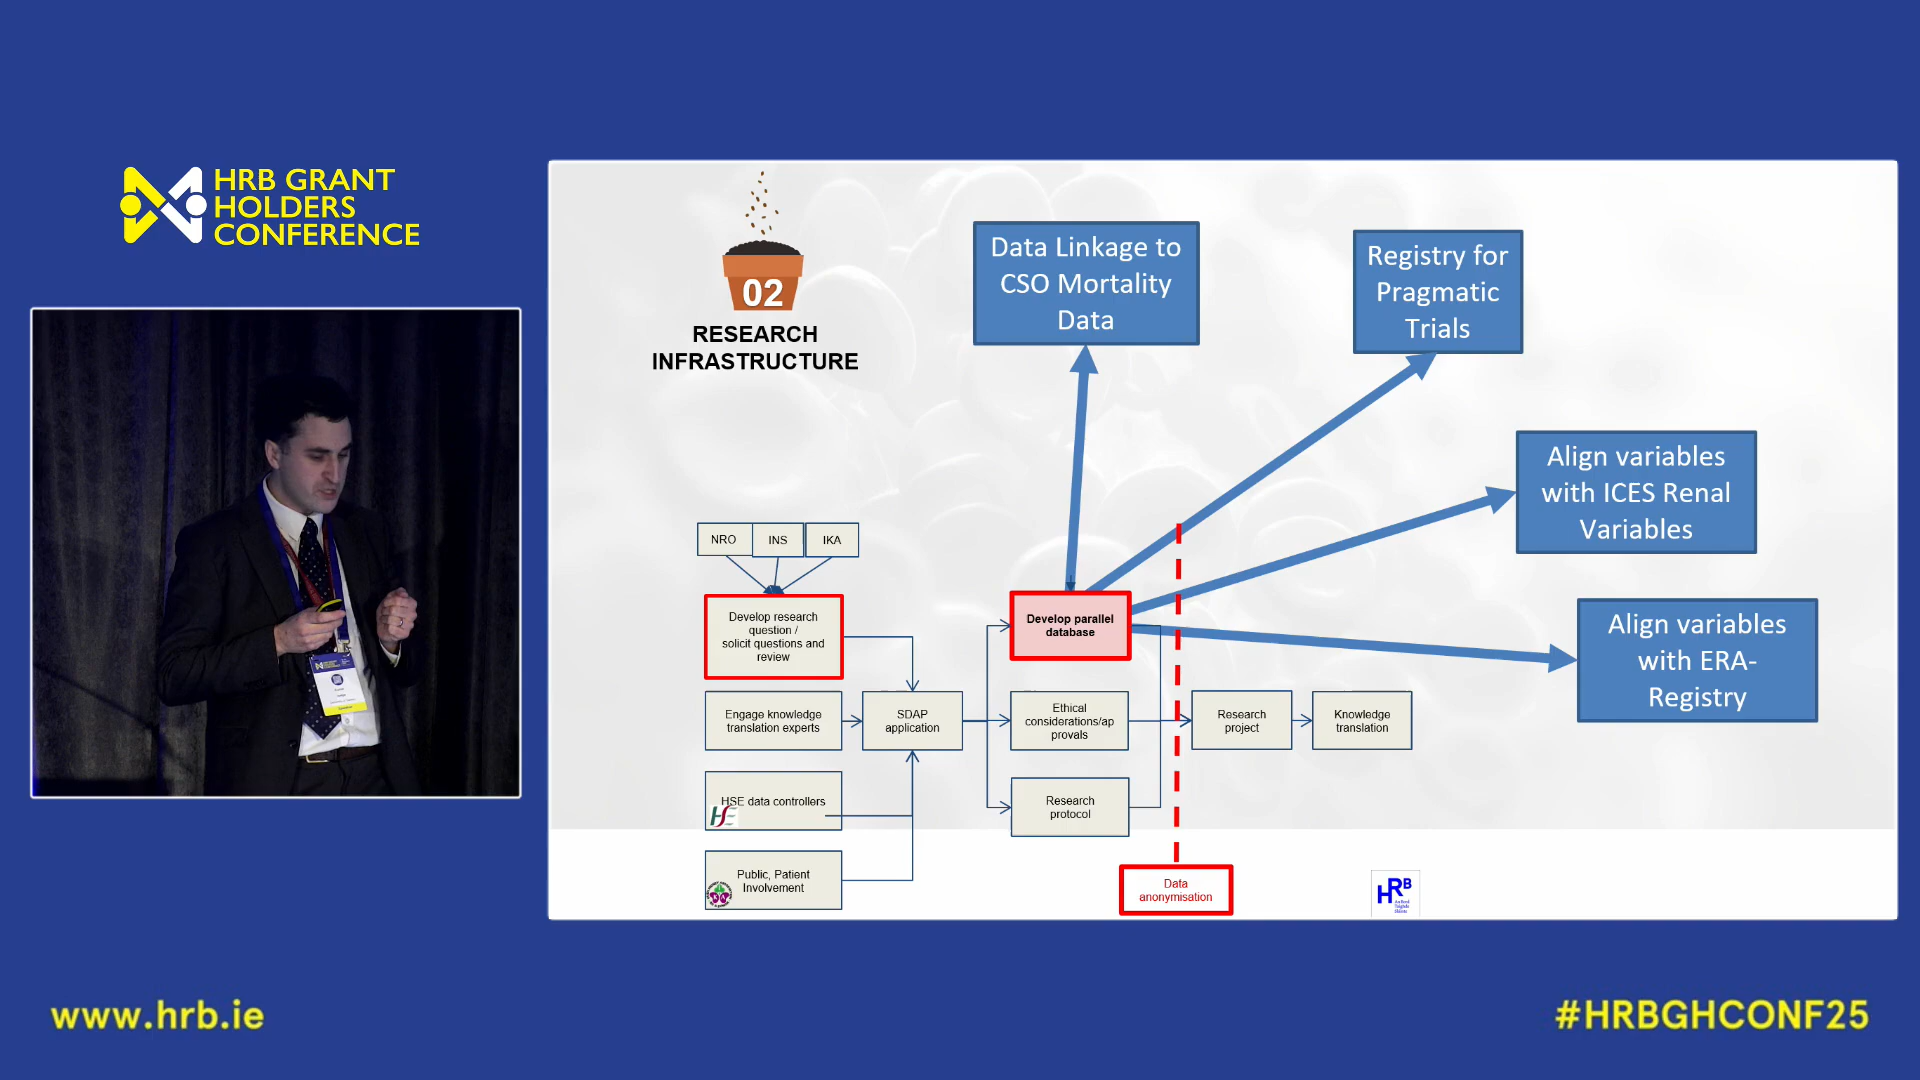 HRB GRANT
HOLDERS
CONFERENCE
02
RESEARCH
INFRASTRUCTURE
Data Linkage to
CSO Mortality
Data
Registry for
Pragmatic
Trials
Align variables
with ICES Renal
Variables
Align variables
with ERA-
Registry
NRO
INS
IKA
Develop research
question /
solicit questions and
review
Develop parallel
database
Engage knowledge
translation experts
SDAP
application
Ethical
considerations/ap
provals
Research
project
Knowledge
translation
HSE data controllers
Research
protocol
Public, Patient
Involvement
Data
anonymisation
HRB
www.hrb.ie
#HRBGHCONF25